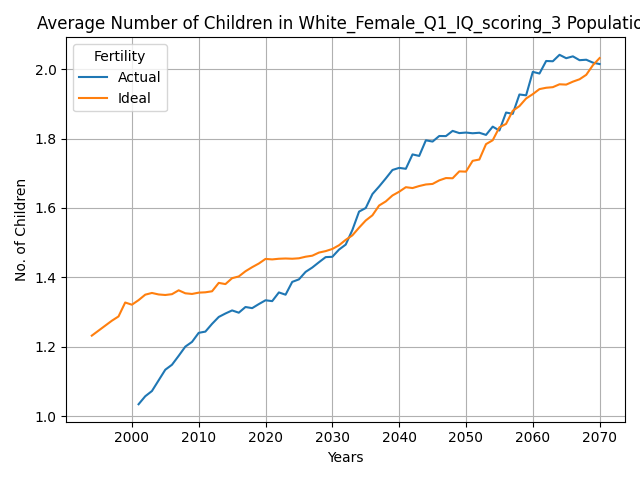 Average Number of Children in White_Female_Q1_IQ_scoring_3 Populatio
Fertility
Actual
Ideal
No. of Children
2.0
1.8
1.6
1.4
1.2
1.0
2000 2010 2020 2030 2040 2050 2060 2070
Years